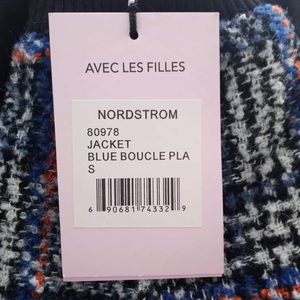 AVEC LES FILLES
NORDSTROM
80978
JACKET
BLUE BOUCLE PLA
S
6 90681 74332 9